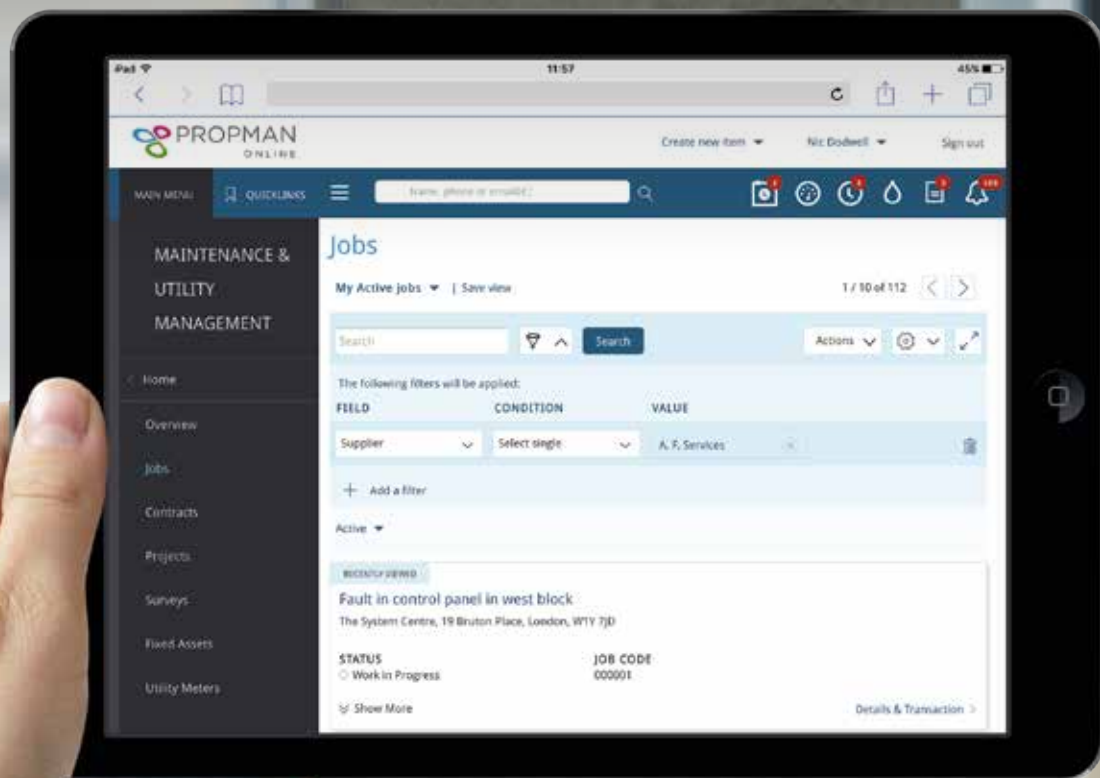 iPad
11:57
45%
PROPMAN
ONLINE
Create new item
Nic Dodwell
Sign out
MAIN MENU
QUICKLINKS
Name, phone or
MAINTENANCE &
UTILITY
MANAGEMENT
Home
Overview
Jobs
Contracts
Projects
Surveys
Fixed Assets
Utility Meters
Jobs
My Active jobs | Save view
1 / 10 of 112
Search
Search
Actions
The following filters will be applied:
FIELD CONDITION VALUE
Supplier Select single A. F. Services
+ Add a filter
Active
RECENTLY VIEWED
Fault in control panel in west block
The System Centre, 19 Bruton Place, London, W1Y 7JD
STATUS JOB CODE
Work in Progress 000001
Show More
Details & Transaction